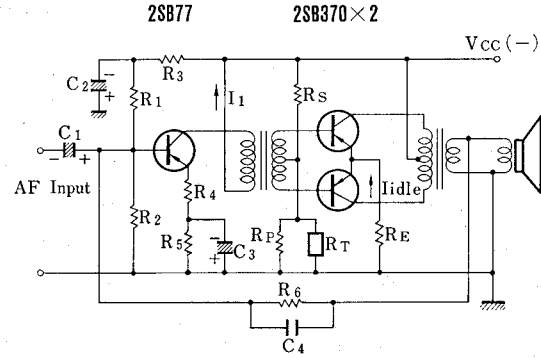 2SB77
2SB370×2
VCC (−)
C2
−
+
R3
R1
I1
RS
C1
−
+
AF Input
R4
Iidle
R2
R5
−
+
C3
RP
RT
RE
R6
C4